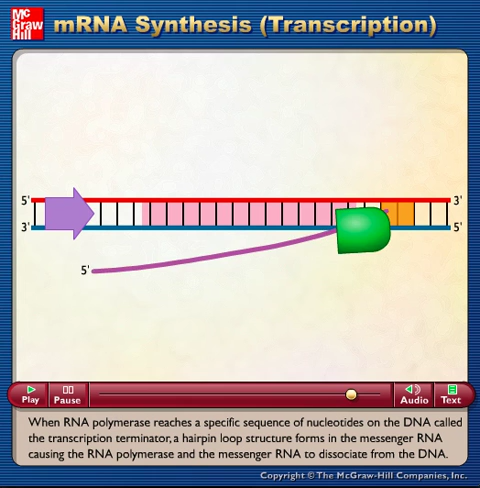 Mc
Graw
Hill
mRNA Synthesis (Transcription)
5' 3'
3' 5'
5'
Play Pause Audio Text
When RNA polymerase reaches a specific sequence of nucleotides on the DNA called
the transcription terminator, a hairpin loop structure forms in the messenger RNA
causing the RNA polymerase and the messenger RNA to dissociate from the DNA.
Copyright © The McGraw-Hill Companies, Inc.